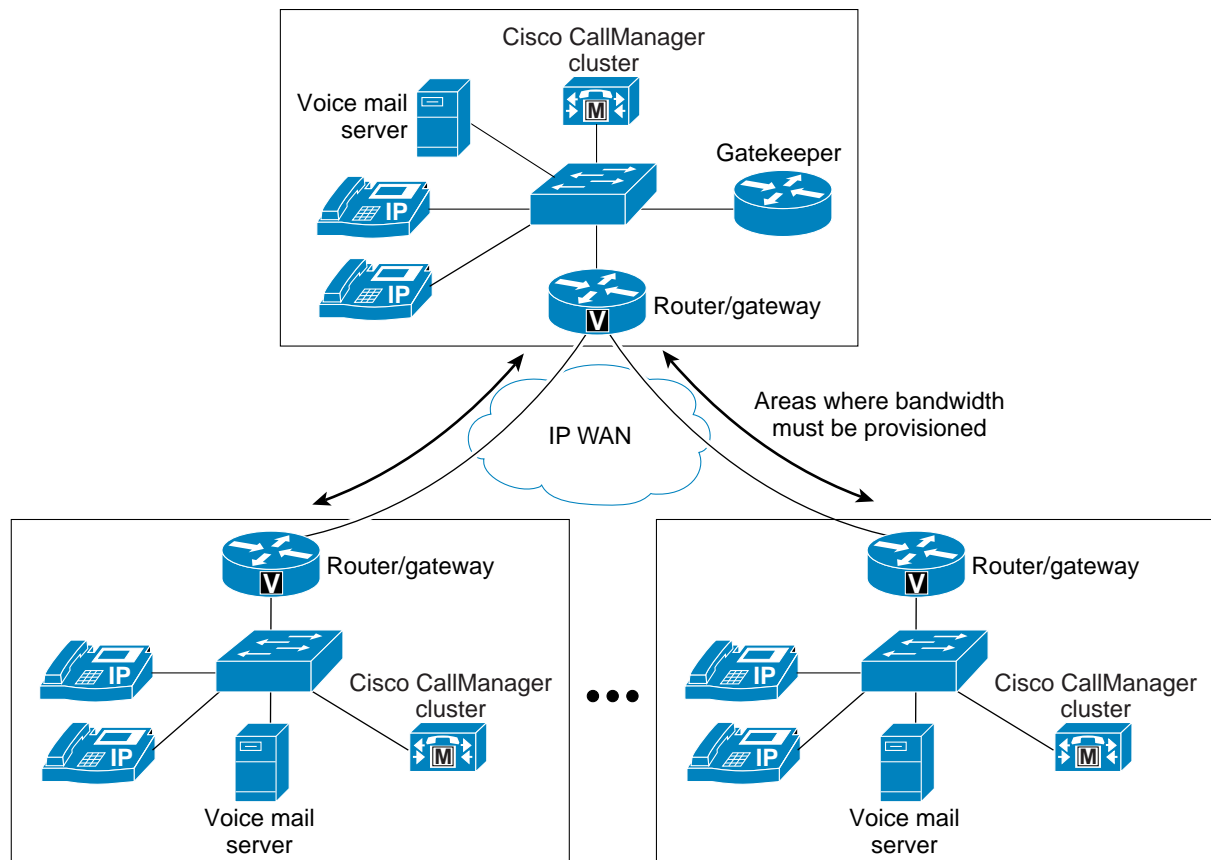 Cisco CallManager
cluster
M
Voice mail
server
Gatekeeper
IP
IP
Router/gateway
V
Areas where bandwidth
must be provisioned
IP WAN
Router/gateway
V
IP
Cisco CallManager
cluster
IP
M
Voice mail
server
Router/gateway
V
IP
Cisco CallManager
cluster
IP
M
Voice mail
server